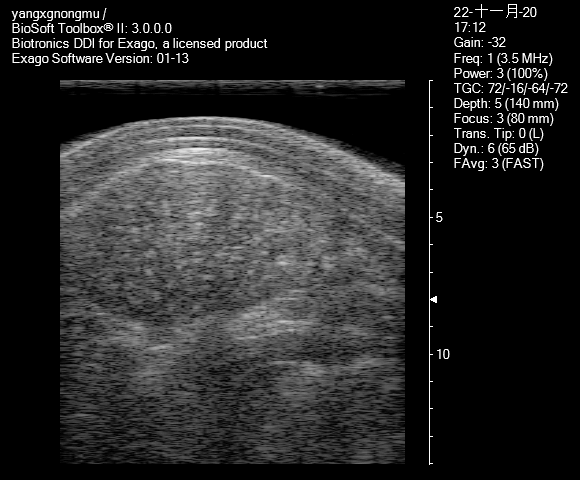 yangxgnongmu /
BioSoft Toolbox® II: 3.0.0.0
Biotronics DDI for Exago, a licensed product
Exago Software Version: 01-13
22-十一月-20
17:12
Gain: -32
Freq: 1 (3.5 MHz)
Power: 3 (100%)
TGC: 72/-16/-64/-72
Depth: 5 (140 mm)
Focus: 3 (80 mm)
Trans. Tip: 0 (L)
Dyn.: 6 (65 dB)
FAvg: 3 (FAST)
5
10